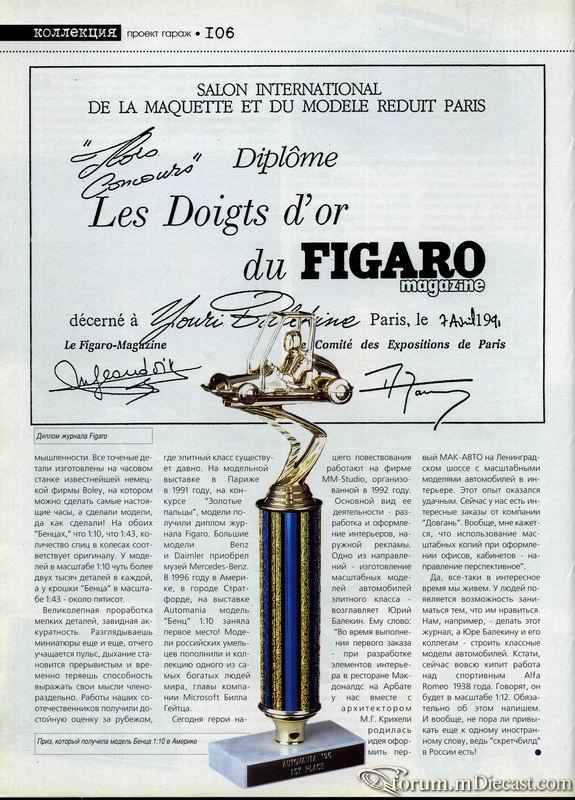 КОЛЛЕКЦИЯ проект гараж • 106
SALON INTERNATIONAL
DE LA MAQUETTE ET DU MODELE REDUIT PARIS
"Hors
Concours"
Diplôme
Les Doigts d'or
du FIGARO
magazine
décerné à Youri Balekine Paris, le 7 Avril 1991
Le Figaro-Magazine
Le Comité des Expositions de Paris
Диплом журнала Figaro
мышленности. Все точеные де-
тали изготовлены на часовом
станке известнейшей немец-
кой фирмы Boley, на котором
можно сделать самые настоя-
щие часы, а сделали модели,
да как сделали! На обоих
"Бенцах," что 1:10, что 1:43, ко-
личество спиц в колесах соот-
ветствует оригиналу. У моде-
лей в масштабе 1:10 чуть более
двух тысяч деталей в каждой,
а у крошки "Бенца" в масшта-
бе 1:43 - около пятисот.
Великолепная проработка
мелких деталей, завидная ак-
куратность. Разглядываешь
миниатюры еще и еще, отчего
учащается пульс, дыхание ста-
новится прерывистым и вре-
менно теряешь способность
выражать свои мысли члено-
раздельно. Работы наших со-
отечественников получили до-
стойную оценку за рубежом,
Приз, который получила модель Бенца 1:10 в Америке
где элитный класс существу-
ет давно. На модельной
выставке в Париже
в 1991 году, на кон-
курсе "Золотые
пальцы", модели по-
лучили диплом жур-
нала Figaro. Большие
модели Benz
и Daimler приобрел
музей Mercedes-Benz.
В 1996 году в Амери-
ке, в городе Страт-
форде, на выставке
Automania модель
"Бенц" 1:10 заняла
первое место! Моде-
ли российских умель-
цев пополнили и кол-
лекцию одного из са-
мых богатых людей
мира, главы компа-
нии Microsoft Билла
Гейтца.
Сегодня герои на-
шего повествования
работают на фирме
MM-Studio, организо-
ванной в 1992 году.
Основной вид ее
деятельности - раз-
работка и оформле-
ние интерьеров, на-
ружной рекламы.
Одно из направле-
ний - изготовление
масштабных моде-
лей автомобилей
элитного класса -
возглавляет Юрий
Балекин. Ему слово:
"Во время выполне-
ния первого заказа
- при разработке
элементов интерье-
ра в ресторане Мак-
доналдс на Арбате
у нас вместе с
архитектором
М.Г. Крихели
родилась
идея офор-
мить пер-
вый МАК-АВТО на Ленинград-
ском шоссе с масштабными
моделями автомобилей в ин-
терьере. Этот опыт оказался
удачным. Сейчас у нас есть ин-
тересные заказы от компании
"Довгань". Вообще, мне кажет-
ся, что использование мас-
штабных копий при оформле-
нии офисов, кабинетов - на-
правление перспективное".
Да, все-таки в интересное
время мы живем. У людей по-
является возможность зани-
маться тем, что им нравиться.
Нам, например, - делать этот
журнал, а Юре Балекину и его
коллегам - строить классные
модели автомобилей. Кстати,
сейчас вовсю кипит работа
над спортивным Alfa
Romeo 1938 года. Говорят, он
будет в масштабе 1:12. Обяза-
тельно об этом напишем.
И вообще, не пора ли привы-
кать еще к одному иностран-
ному слову, ведь "скретчбилд"
в России есть!
AUTOMANIA '96
1ST PLACE
Forum.mDiecast.com